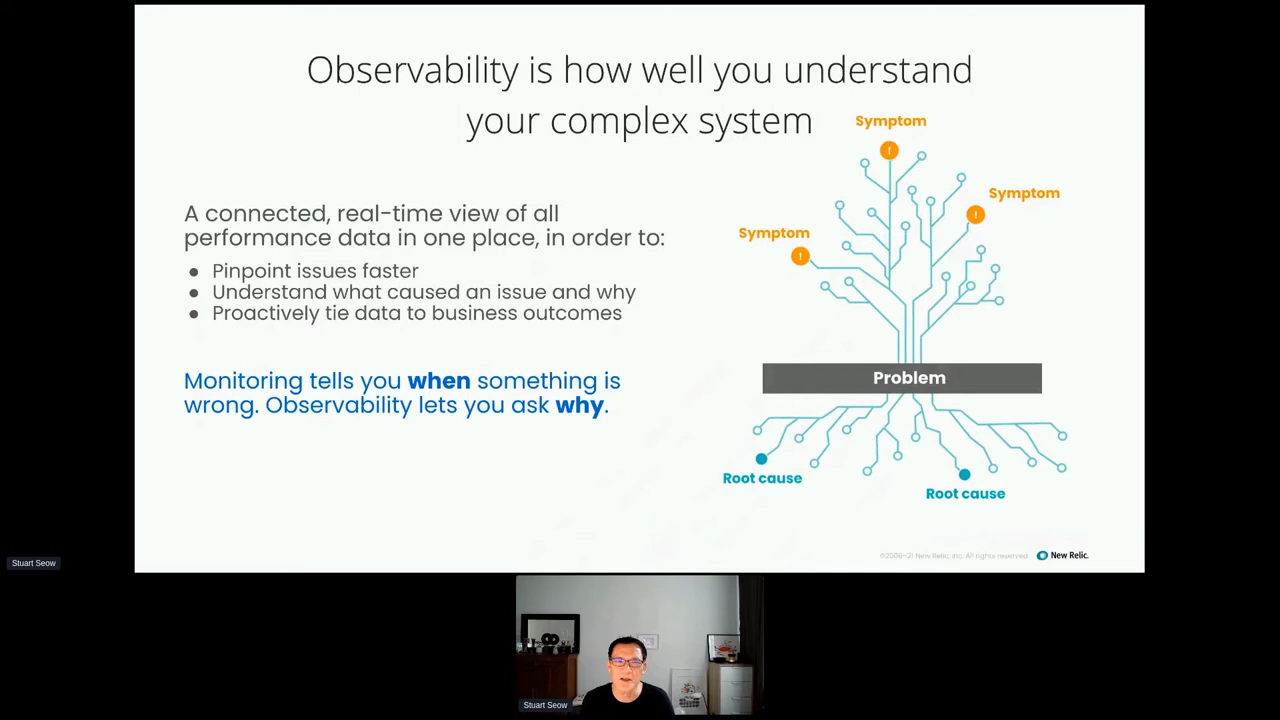 Observability is how well you understand
your complex system
A connected, real-time view of all
performance data in one place, in order to:
● Pinpoint issues faster
● Understand what caused an issue and why
● Proactively tie data to business outcomes
Monitoring tells you when something is
wrong. Observability lets you ask why.
Symptom
Symptom
Symptom
Problem
Root cause
Root cause
©2008–21 New Relic, Inc. All rights reserved
New Relic.
Stuart Seow
Stuart Seow